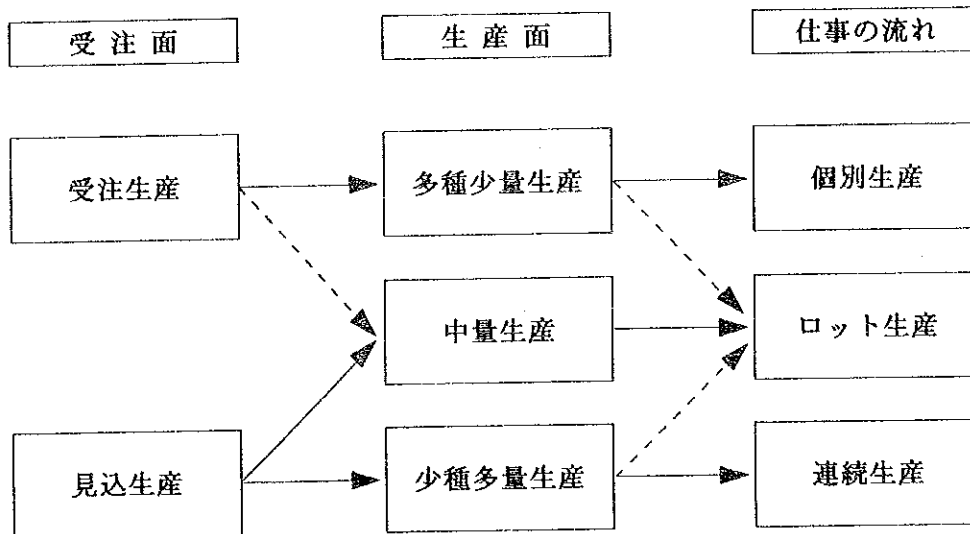 受注面
生産面
仕事の流れ
受注生産
多種少量生産
個別生産
中量生産
ロット生産
見込生産
少種多量生産
連続生産